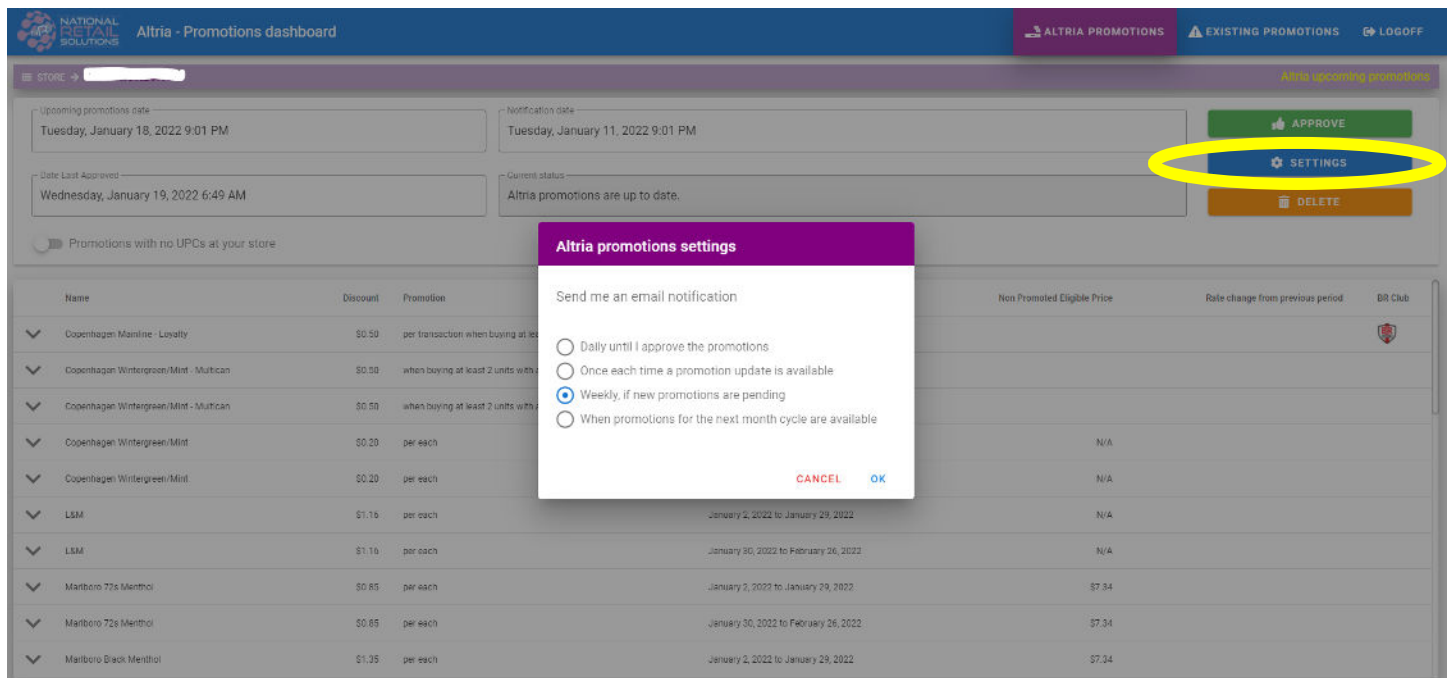 NATIONAL RETAIL SOLUTIONS
Altria - Promotions dashboard
ALTRIA PROMOTIONS
EXISTING PROMOTIONS
LOGOFF
STORE →
Altria upcoming promotions
Upcoming promotions date
Tuesday, January 18, 2022 9:01 PM
Notification date
Tuesday, January 11, 2022 9:01 PM
APPROVE
SETTINGS
Date Last Approved
Wednesday, January 19, 2022 6:49 AM
Current status
Altria promotions are up to date.
DELETE
Promotions with no UPCs at your store
Altria promotions settings
Send me an email notification
Daily until I approve the promotions
Once each time a promotion update is available
Weekly, if new promotions are pending
When promotions for the next month cycle are available
CANCEL OK
Name Discount Promotion Non Promoted Eligible Price Rate change from previous period BR Club
Copenhagen Mainline - Loyalty $0.50 per transaction when buying at
Copenhagen Wintergreen/Mint - Multican $0.50 when buying at least 2 units with
Copenhagen Wintergreen/Mint - Multican $0.50 when buying at least 2 units with
Copenhagen Wintergreen/Mint $0.20 per each N/A
Copenhagen Wintergreen/Mint $0.20 per each N/A
L&M $1.16 per each January 2, 2022 to January 29, 2022 N/A
L&M $1.16 per each January 30, 2022 to February 26, 2022 N/A
Marlboro 72s Menthol $0.85 per each January 2, 2022 to January 29, 2022 $7.34
Marlboro 72s Menthol $0.85 per each January 30, 2022 to February 26, 2022 $7.34
Marlboro Black Menthol $1.35 per each January 2, 2022 to January 29, 2022 $7.34